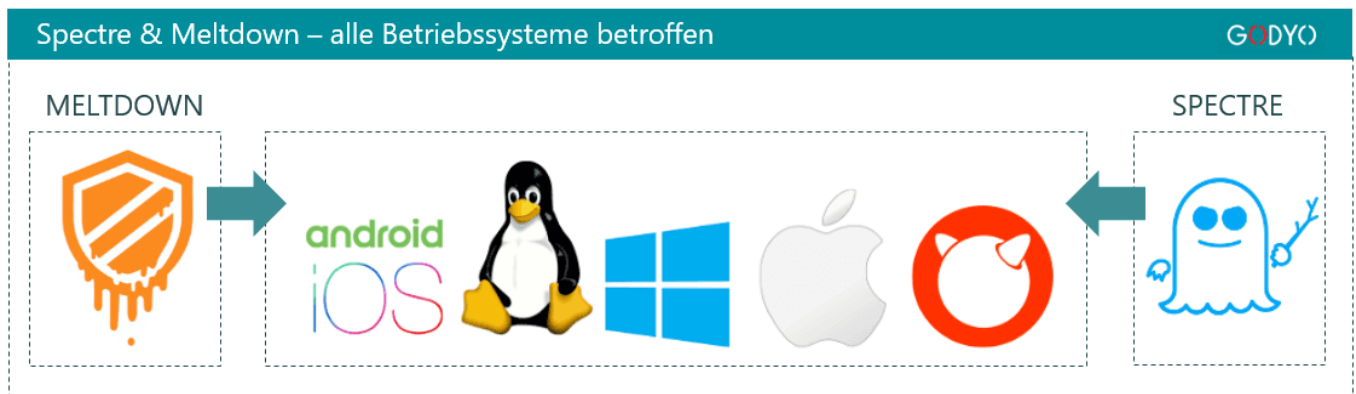 Spectre & Meltdown – alle Betriebssysteme betroffen
GODYO
MELTDOWN
SPECTRE
android
iOS